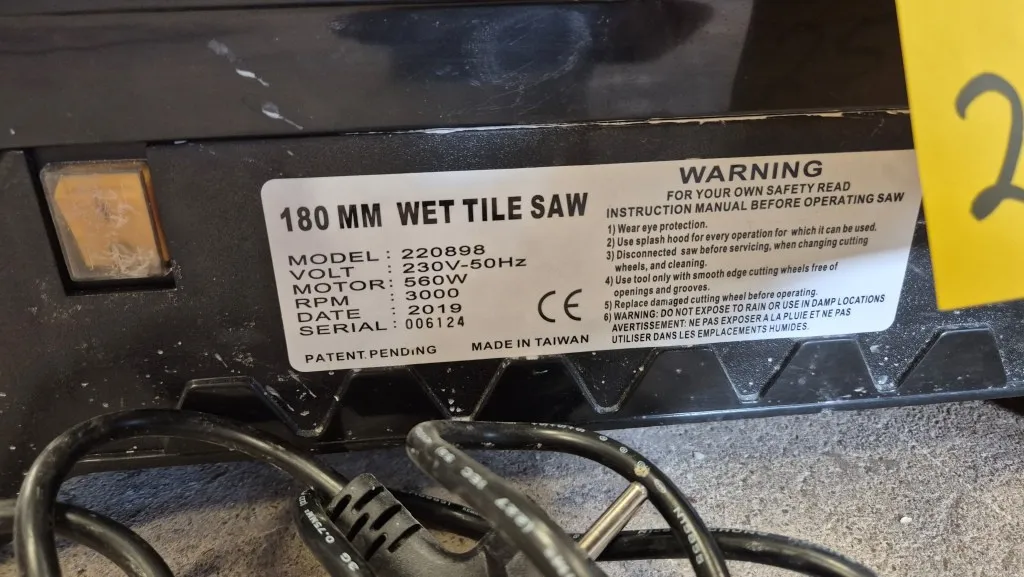 180 MM WET TILE SAW
MODEL : 220898
VOLT : 230V-50Hz
MOTOR : 560W
RPM : 3000
DATE : 2019
SERIAL : 006124
PATENT.PENDING
CE
MADE IN TAIWAN
WARNING
FOR YOUR OWN SAFETY READ
INSTRUCTION MANUAL BEFORE OPERATING SAW
1) Wear eye protection.
2) Use splash hood for every operation for which it can be used.
3) Disconnected saw before servicing, when changing cutting
wheels, and cleaning.
4) Use tool only with smooth edge cutting wheels free of
openings and grooves.
5) Replace damaged cutting wheel before operating.
6) WARNING: DO NOT EXPOSE TO RAIN OR USE IN DAMP LOCATIONS
AVERTISSEMENT: NE PAS EXPOSER A LA PLUIE ET NE PAS
UTILISER DANS LES EMPLACEMENTS HUMIDES.
2